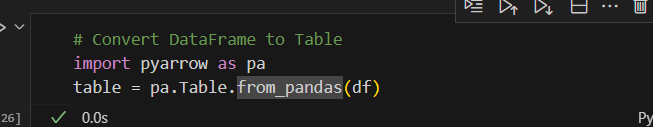 # Convert DataFrame to Table
import pyarrow as pa
table = pa.Table.from_pandas(df)
26]
0.0s
Py